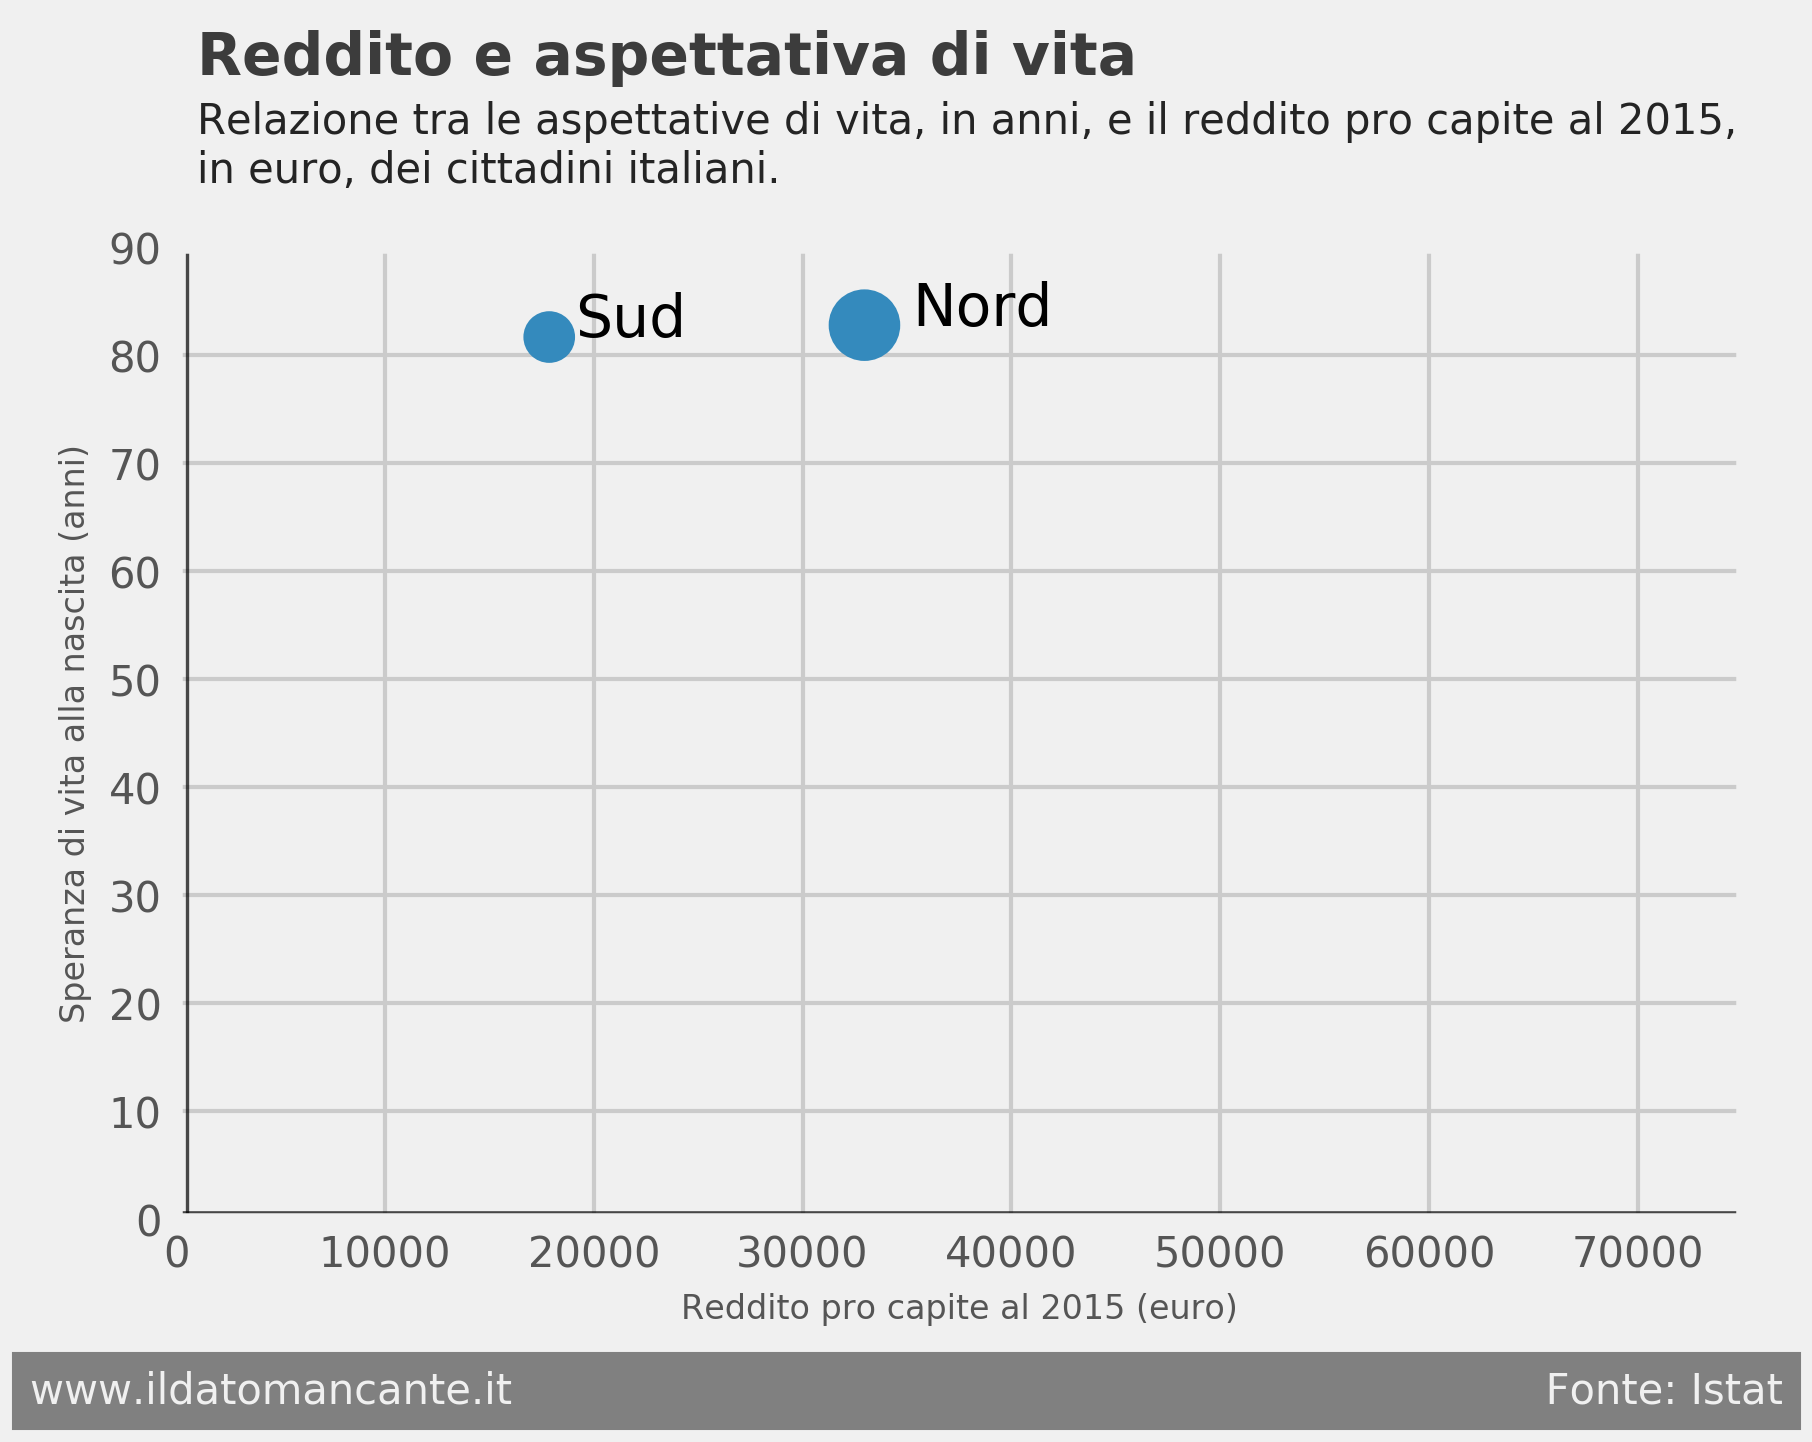 Reddito e aspettativa di vita
Relazione tra le aspettative di vita, in anni, e il reddito pro capite al 2015,
in euro, dei cittadini italiani.
90
80
70
60
50
40
30
20
10
0
Speranza di vita alla nascita (anni)
Sud
Nord
0 10000 20000 30000 40000 50000 60000 70000
Reddito pro capite al 2015 (euro)
www.ildatomancante.it Fonte: Istat